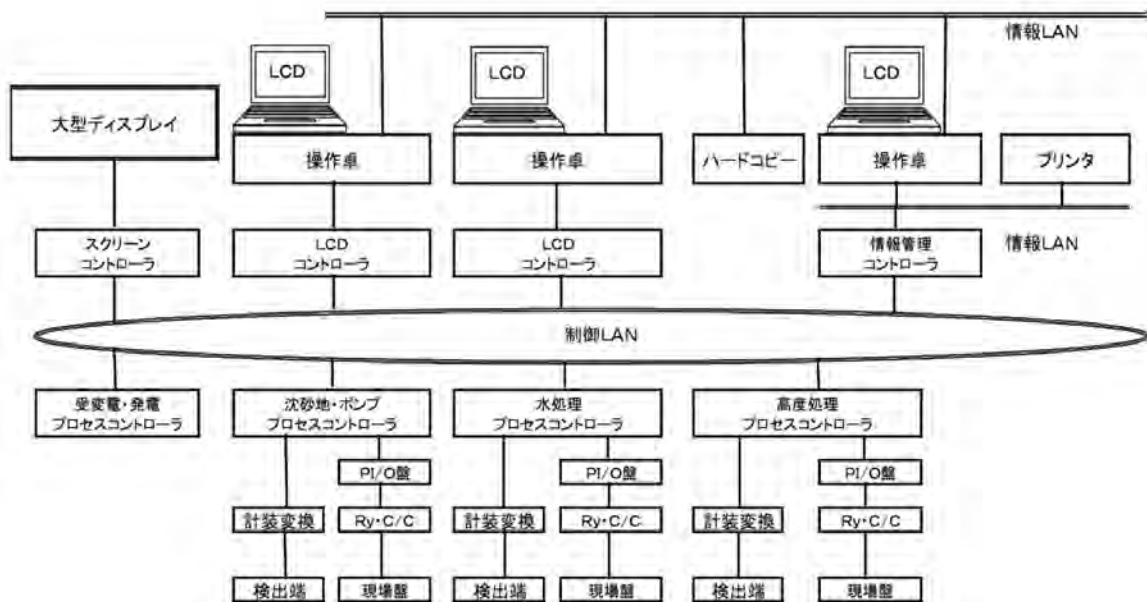 情報LAN
LCD
LCD
LCD
大型ディスプレイ
操作卓
操作卓
ハードコピー
操作卓
プリンタ
スクリーン
コントローラ
LCD
コントローラ
LCD
コントローラ
情報管理
コントローラ
情報LAN
制御LAN
受変電・発電
プロセスコントローラ
沈砂地・ポンプ
プロセスコントローラ
水処理
プロセスコントローラ
高度処理
プロセスコントローラ
PI/O盤
PI/O盤
PI/O盤
計装変換
Ry・C/C
計装変換
Ry・C/C
計装変換
Ry・C/C
検出端
現場盤
検出端
現場盤
検出端
現場盤